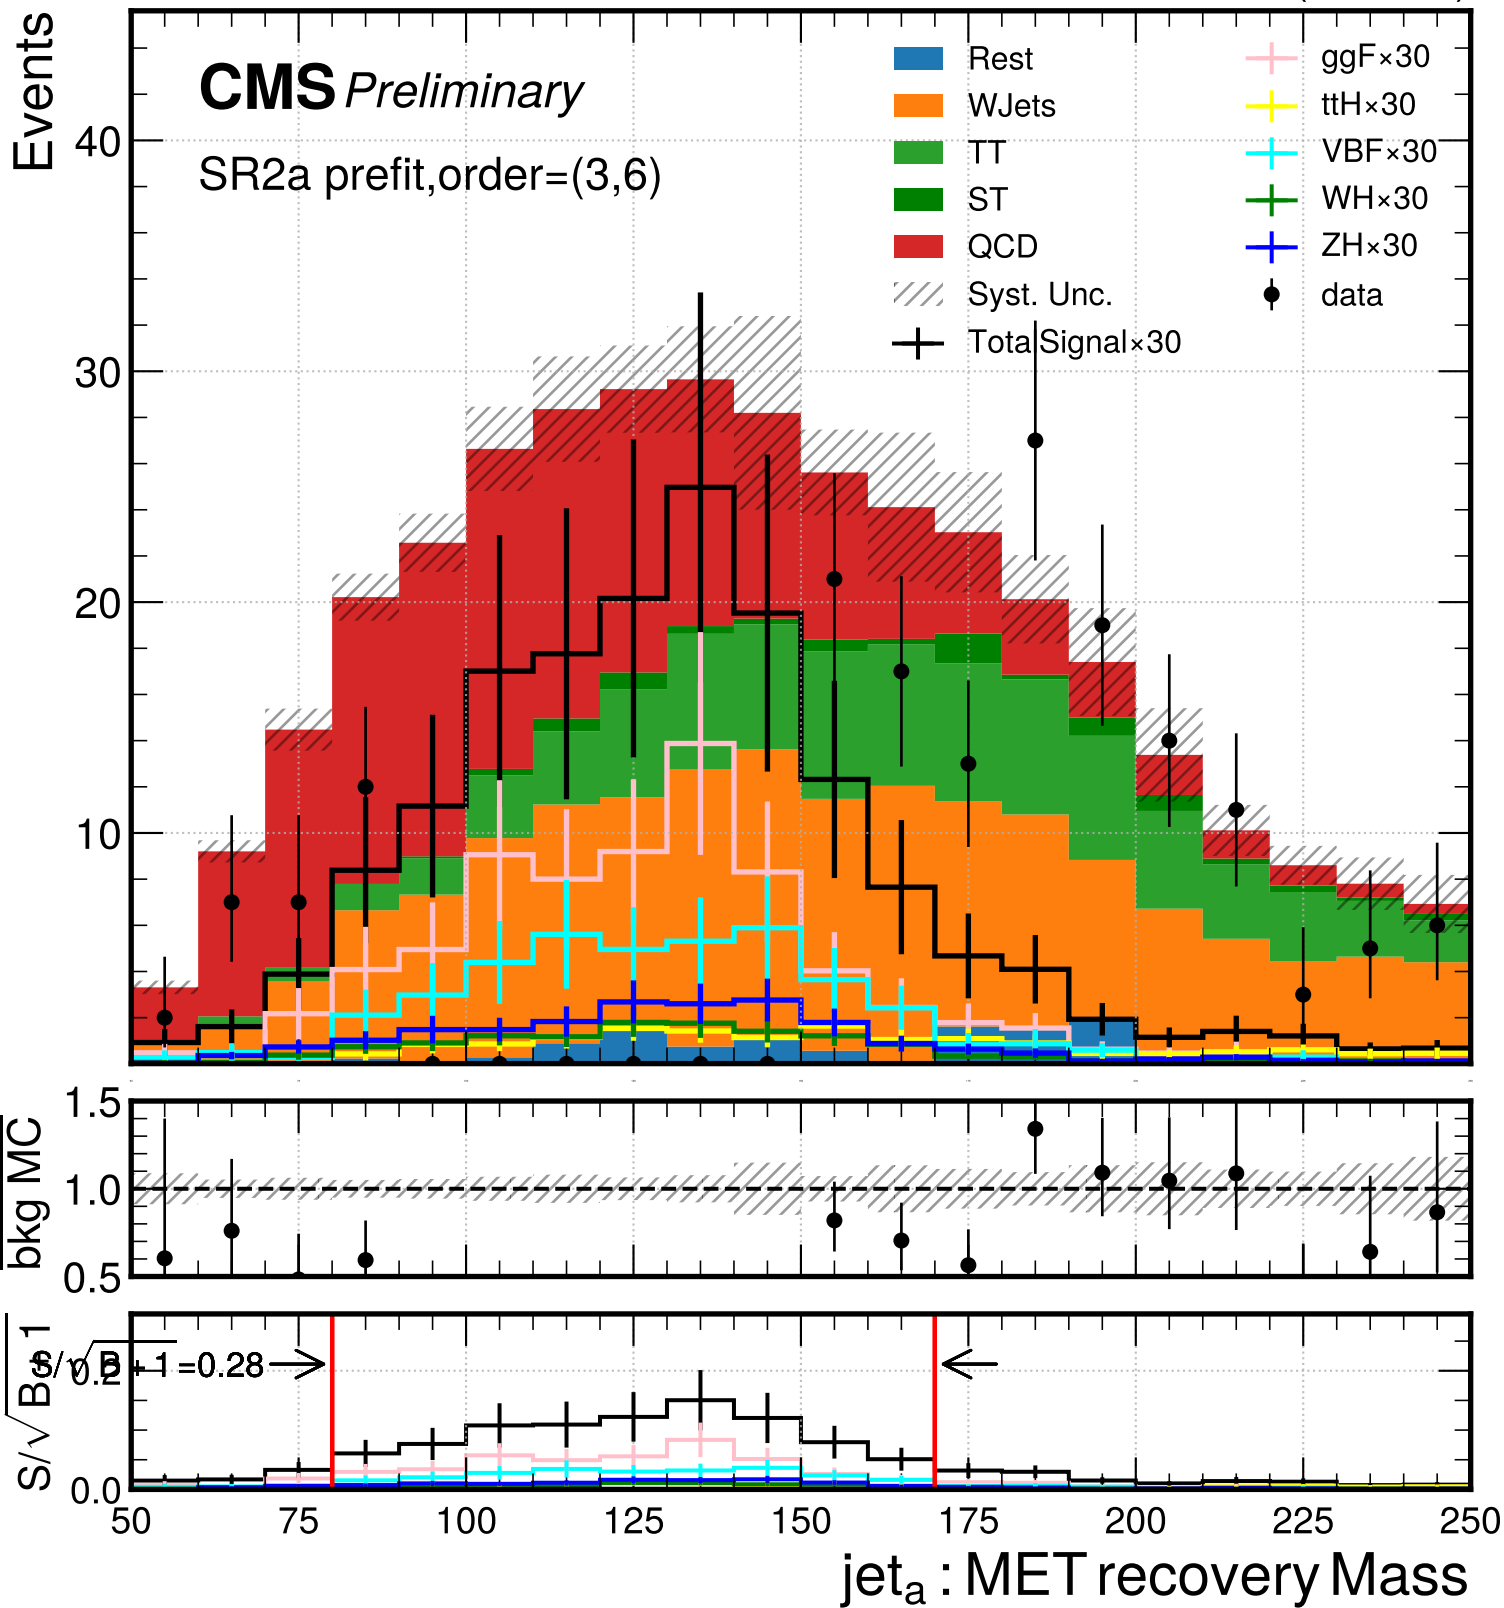 Events
CMS Preliminary
SR2a prefit,order=(3,6)
Rest
WJets
TT
ST
QCD
Syst. Unc.
TotalSignal×30
ggF×30
ttH×30
VBF×30
WH×30
ZH×30
data
40
30
20
10
bkg MC
1.5
1.0
0.5
S/√B+1
S/√B+1=0.28
0.2
0.0
50 75 100 125 150 175 200 225 250
jet_a : MET recovery Mass